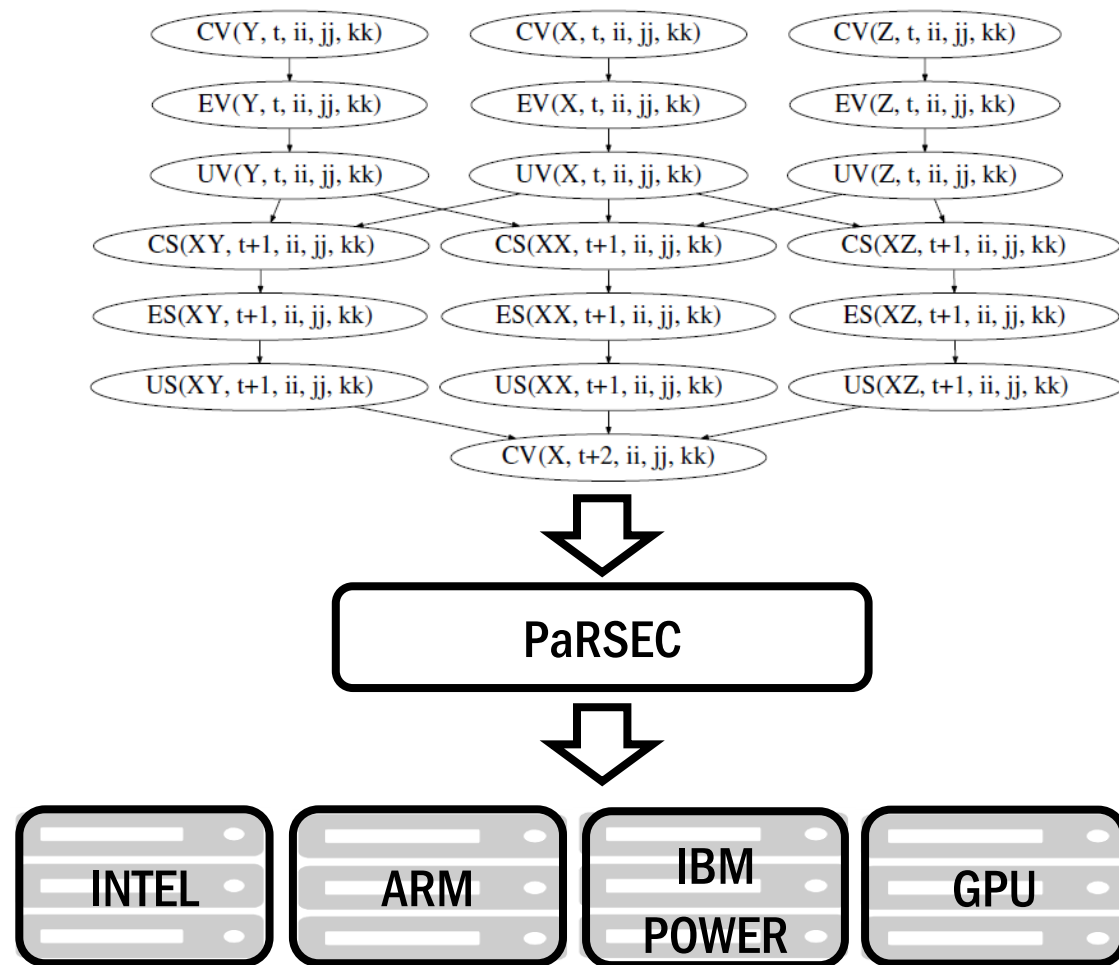 CV(Y, t, ii, jj, kk) CV(X, t, ii, jj, kk) CV(Z, t, ii, jj, kk)
EV(Y, t, ii, jj, kk) EV(X, t, ii, jj, kk) EV(Z, t, ii, jj, kk)
UV(Y, t, ii, jj, kk) UV(X, t, ii, jj, kk) UV(Z, t, ii, jj, kk)
CS(XY, t+1, ii, jj, kk) CS(XX, t+1, ii, jj, kk) CS(XZ, t+1, ii, jj, kk)
ES(XY, t+1, ii, jj, kk) ES(XX, t+1, ii, jj, kk) ES(XZ, t+1, ii, jj, kk)
US(XY, t+1, ii, jj, kk) US(XX, t+1, ii, jj, kk) US(XZ, t+1, ii, jj, kk)
CV(X, t+2, ii, jj, kk)
PaRSEC
INTEL
ARM
IBM
POWER
GPU